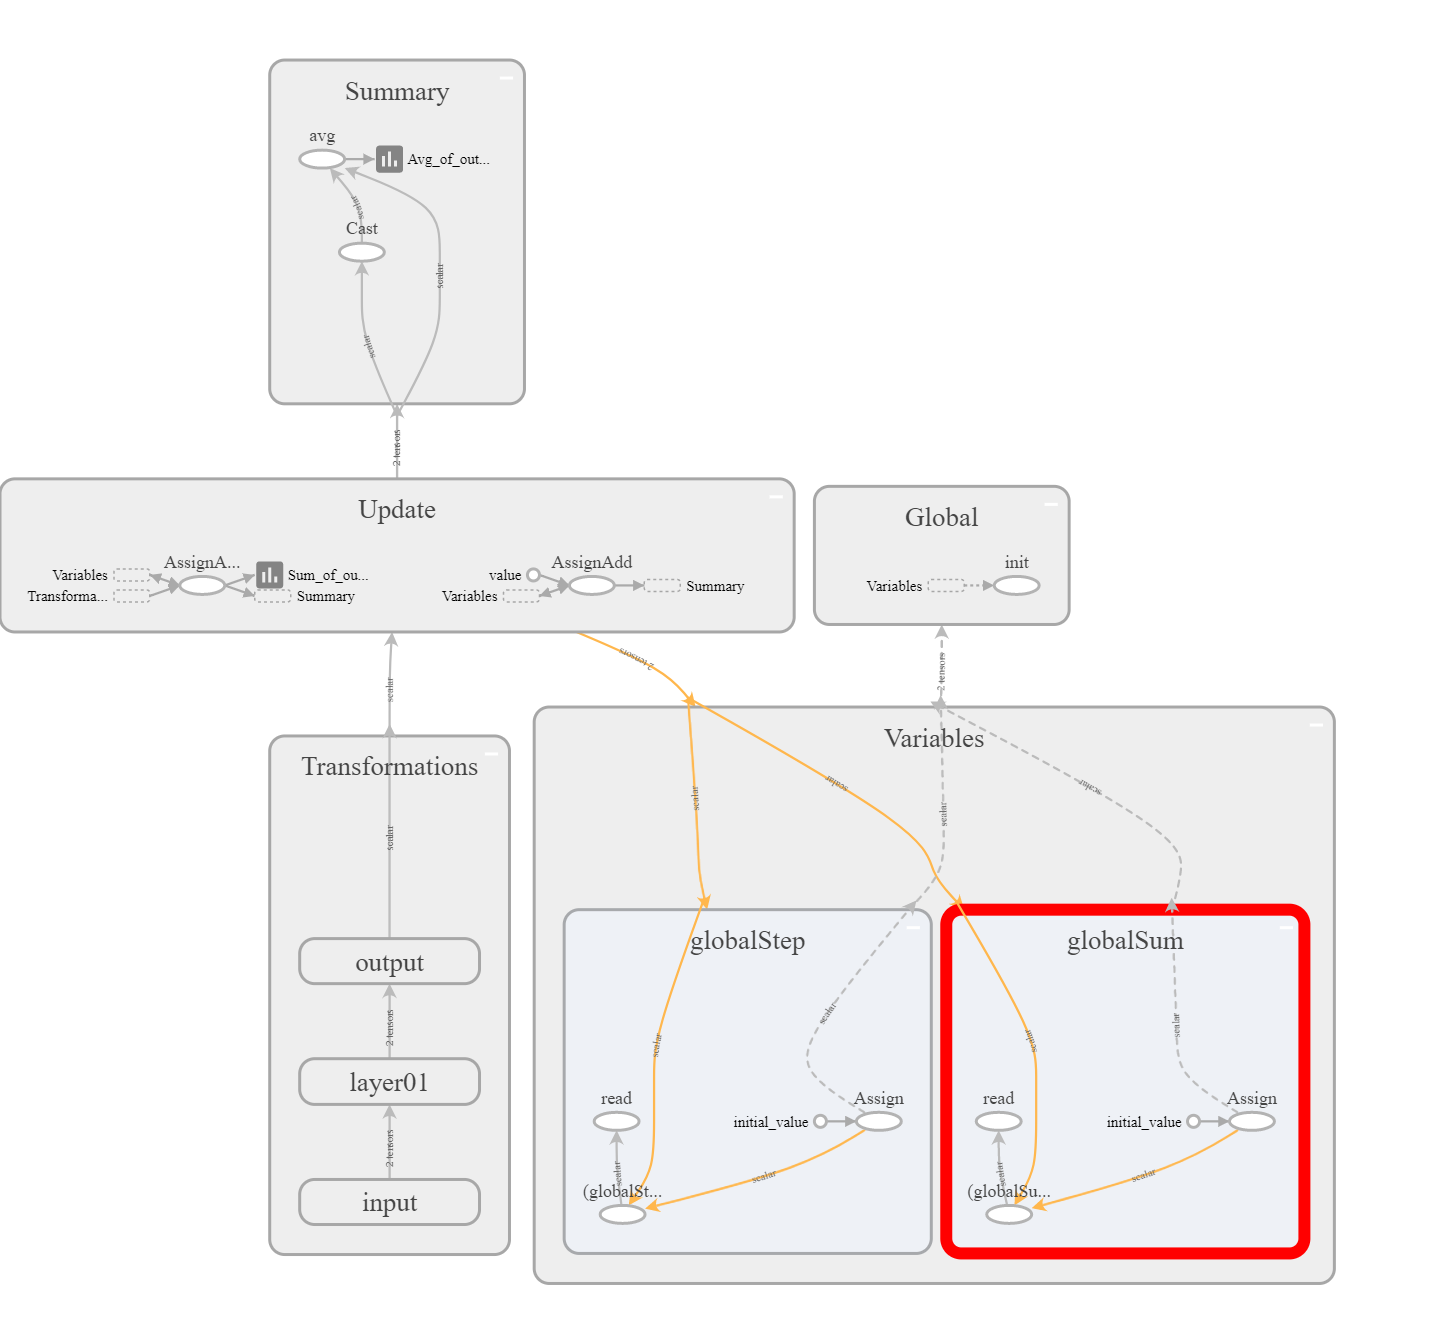 Summary
avg
Avg_of_out...
scalar
Cast
scalar
scalar
2 tensors
Update
AssignA...
Variables
Sum_of_ou...
Transforma...
Summary
AssignAdd
value
Variables
Summary
Global
init
Variables
scalar
2 tensors
2 tensors
Transformations
scalar
output
2 tensors
layer01
2 tensors
input
Variables
scalar
scalar
scalar
scalar
globalStep
scalar
scalar
read
Assign
initial_value
scalar
scalar
(globalSt...
globalSum
scalar
scalar
read
Assign
initial_value
scalar
scalar
(globalSu...